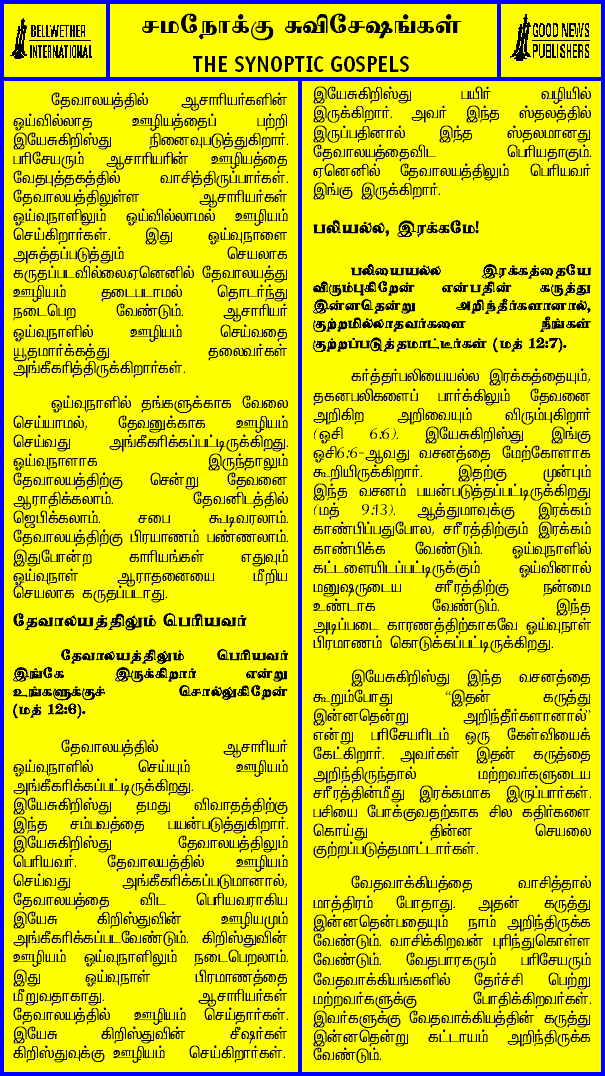 BELLWETHER
INTERNATIONAL
சமநோக்கு சுவிசேஷங்கள்
THE SYNOPTIC GOSPELS
GOOD NEWS
PUBLISHERS
தேவாலயத்தில் ஆசாரியர்களின்
ஓய்வில்லாத ஊழியத்தைப் பற்றி
இயேசுகிறிஸ்து நினைவுபடுத்துகிறார்.
பரிசேயரும் ஆசாரியரின் ஊழியத்தை
வேதபுத்தகத்தில் வாசித்திருப்பார்கள்.
தேவாலயத்திலுள்ள ஆசாரியர்கள்
ஓய்வுநாளிலும் ஓய்வில்லாமல் ஊழியம்
செய்கிறார்கள். இது ஓய்வுநாளை
அசுத்தப்படுத்தும் செயலாக
கருதப்படவில்லை.ஏனெனில் தேவாலயத்து
ஊழியம் தடைபடாமல் தொடர்ந்து
நடைபெற வேண்டும். ஆசாரியர்
ஓய்வுநாளில் ஊழியம் செய்வதை
யூதமார்க்கத்து தலைவர்கள்
அங்கீகரித்திருக்கிறார்கள்.
ஓய்வுநாளில் தங்களுக்காக வேலை
செய்யாமல், தேவனுக்காக ஊழியம்
செய்வது அங்கீகரிக்கப்பட்டிருக்கிறது.
ஓய்வுநாளாக இருந்தாலும்
தேவாலயத்திற்கு சென்று தேவனை
ஆராதிக்கலாம். தேவனிடத்தில்
ஜெபிக்கலாம். சபை கூடிவரலாம்.
தேவாலயத்திற்கு பிரயாணம் பண்ணலாம்.
இதுபோன்ற காரியங்கள் எதுவும்
ஓய்வுநாள் ஆராதனையை மீறிய
செயலாக கருதப்படாது.
தேவாலயத்திலும் பெரியவர்
தேவாலயத்திலும் பெரியவர்
இங்கே இருக்கிறார் என்று
உங்களுக்குச் சொல்லுகிறேன்
(மத் 12:6).
தேவாலயத்தில் ஆசாரியர்
ஓய்வுநாளில் செய்யும் ஊழியம்
அங்கீகரிக்கப்பட்டிருக்கிறது.
இயேசுகிறிஸ்து தமது விவாதத்திற்கு
இந்த சம்பவத்தை பயன்படுத்துகிறார்.
இயேசுகிறிஸ்து தேவாலயத்திலும்
பெரியவர். தேவாலயத்தில் ஊழியம்
செய்வது அங்கீகரிக்கப்படுமானால்,
தேவாலயத்தை விட பெரியவராகிய
இயேசு கிறிஸ்துவின் ஊழியமும்
அங்கீகரிக்கப்படவேண்டும். கிறிஸ்துவின்
ஊழியம் ஓய்வுநாளிலும் நடைபெறலாம்.
இது ஓய்வுநாள் பிரமாணத்தை
மீறுவதாகாது. ஆசாரியர்கள்
தேவாலயத்தில் ஊழியம் செய்தார்கள்.
இயேசு கிறிஸ்துவின் சீஷர்கள்
கிறிஸ்துவுக்கு ஊழியம் செய்கிறார்கள்.
இயேசுகிறிஸ்து பயிர் வழியில்
இருக்கிறார். அவர் இந்த ஸ்தலத்தில்
இருப்பதினால் இந்த ஸ்தலமானது
தேவாலயத்தைவிட பெரியதாகும்.
ஏனெனில் தேவாலயத்திலும் பெரியவர்
இங்கு இருக்கிறார்.
பலியல்ல, இரக்கமே!
பலியையல்ல இரக்கத்தையே
விரும்புகிறேன் என்பதின் கருத்து
இன்னதென்று அறிந்தீர்களானால்,
குற்றமில்லாதவர்களை நீங்கள்
குற்றப்படுத்தமாட்டீர்கள் (மத் 12:7).
கர்த்தர்பலியையல்ல இரக்கத்தையும்,
தகனபலிகளைப் பார்க்கிலும் தேவனை
அறிகிற அறிவையும் விரும்புகிறார்
(ஓசி 6:6). இயேசுகிறிஸ்து இங்கு
ஓசி6:6-ஆவது வசனத்தை மேற்கோளாக
கூறியிருக்கிறார். இதற்கு முன்பும்
இந்த வசனம் பயன்படுத்தப்பட்டிருக்கிறது
(மத் 9:13). ஆத்துமாவுக்கு இரக்கம்
காண்பிப்பதுபோல, சரீரத்திற்கும் இரக்கம்
காண்பிக்க வேண்டும். ஓய்வுநாளில்
கட்டளையிடப்பட்டிருக்கும் ஓய்வினால்
மனுஷருடைய சரீரத்திற்கு நன்மை
உண்டாக வேண்டும். இந்த
அடிப்படை காரணத்திற்காகவே ஓய்வுநாள்
பிரமாணம் கொடுக்கப்பட்டிருக்கிறது.
இயேசுகிறிஸ்து இந்த வசனத்தை
கூறும்போது “இதன் கருத்து
இன்னதென்று அறிந்தீர்களானால்”
என்று பரிசேயரிடம் ஒரு கேள்வியைக்
கேட்கிறார். அவர்கள் இதன் கருத்தை
அறிந்திருந்தால் மற்றவர்களுடைய
சரீரத்தின்மீது இரக்கமாக இருப்பார்கள்.
பசியை போக்குவதற்காக சில கதிர்களை
கொய்து தின்ன செயலை
குற்றப்படுத்தமாட்டார்கள்.
வேதவாக்கியத்தை வாசித்தால்
மாத்திரம் போதாது. அதன் கருத்து
இன்னதென்பதையும் நாம் அறிந்திருக்க
வேண்டும். வாசிக்கிறவன் புரிந்துகொள்ள
வேண்டும். வேதபாரகரும் பரிசேயரும்
வேதவாக்கியங்களில் தேர்ச்சி பெற்று
மற்றவர்களுக்கு போதிக்கிறவர்கள்.
இவர்களுக்கு வேதவாக்கியத்தின் கருத்து
இன்னதென்று கட்டாயம் அறிந்திருக்க
வேண்டும்.